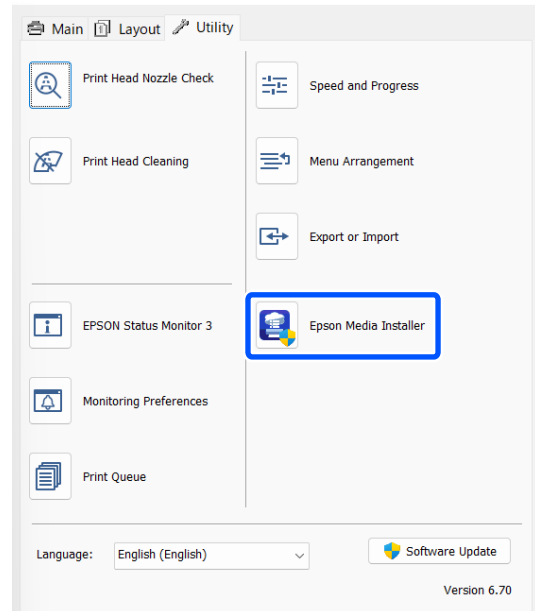 Main Layout Utility
Print Head Nozzle Check
Speed and Progress
Print Head Cleaning
Menu Arrangement
Export or Import
EPSON Status Monitor 3
Epson Media Installer
Monitoring Preferences
Print Queue
Language: English (English)
Software Update
Version 6.70